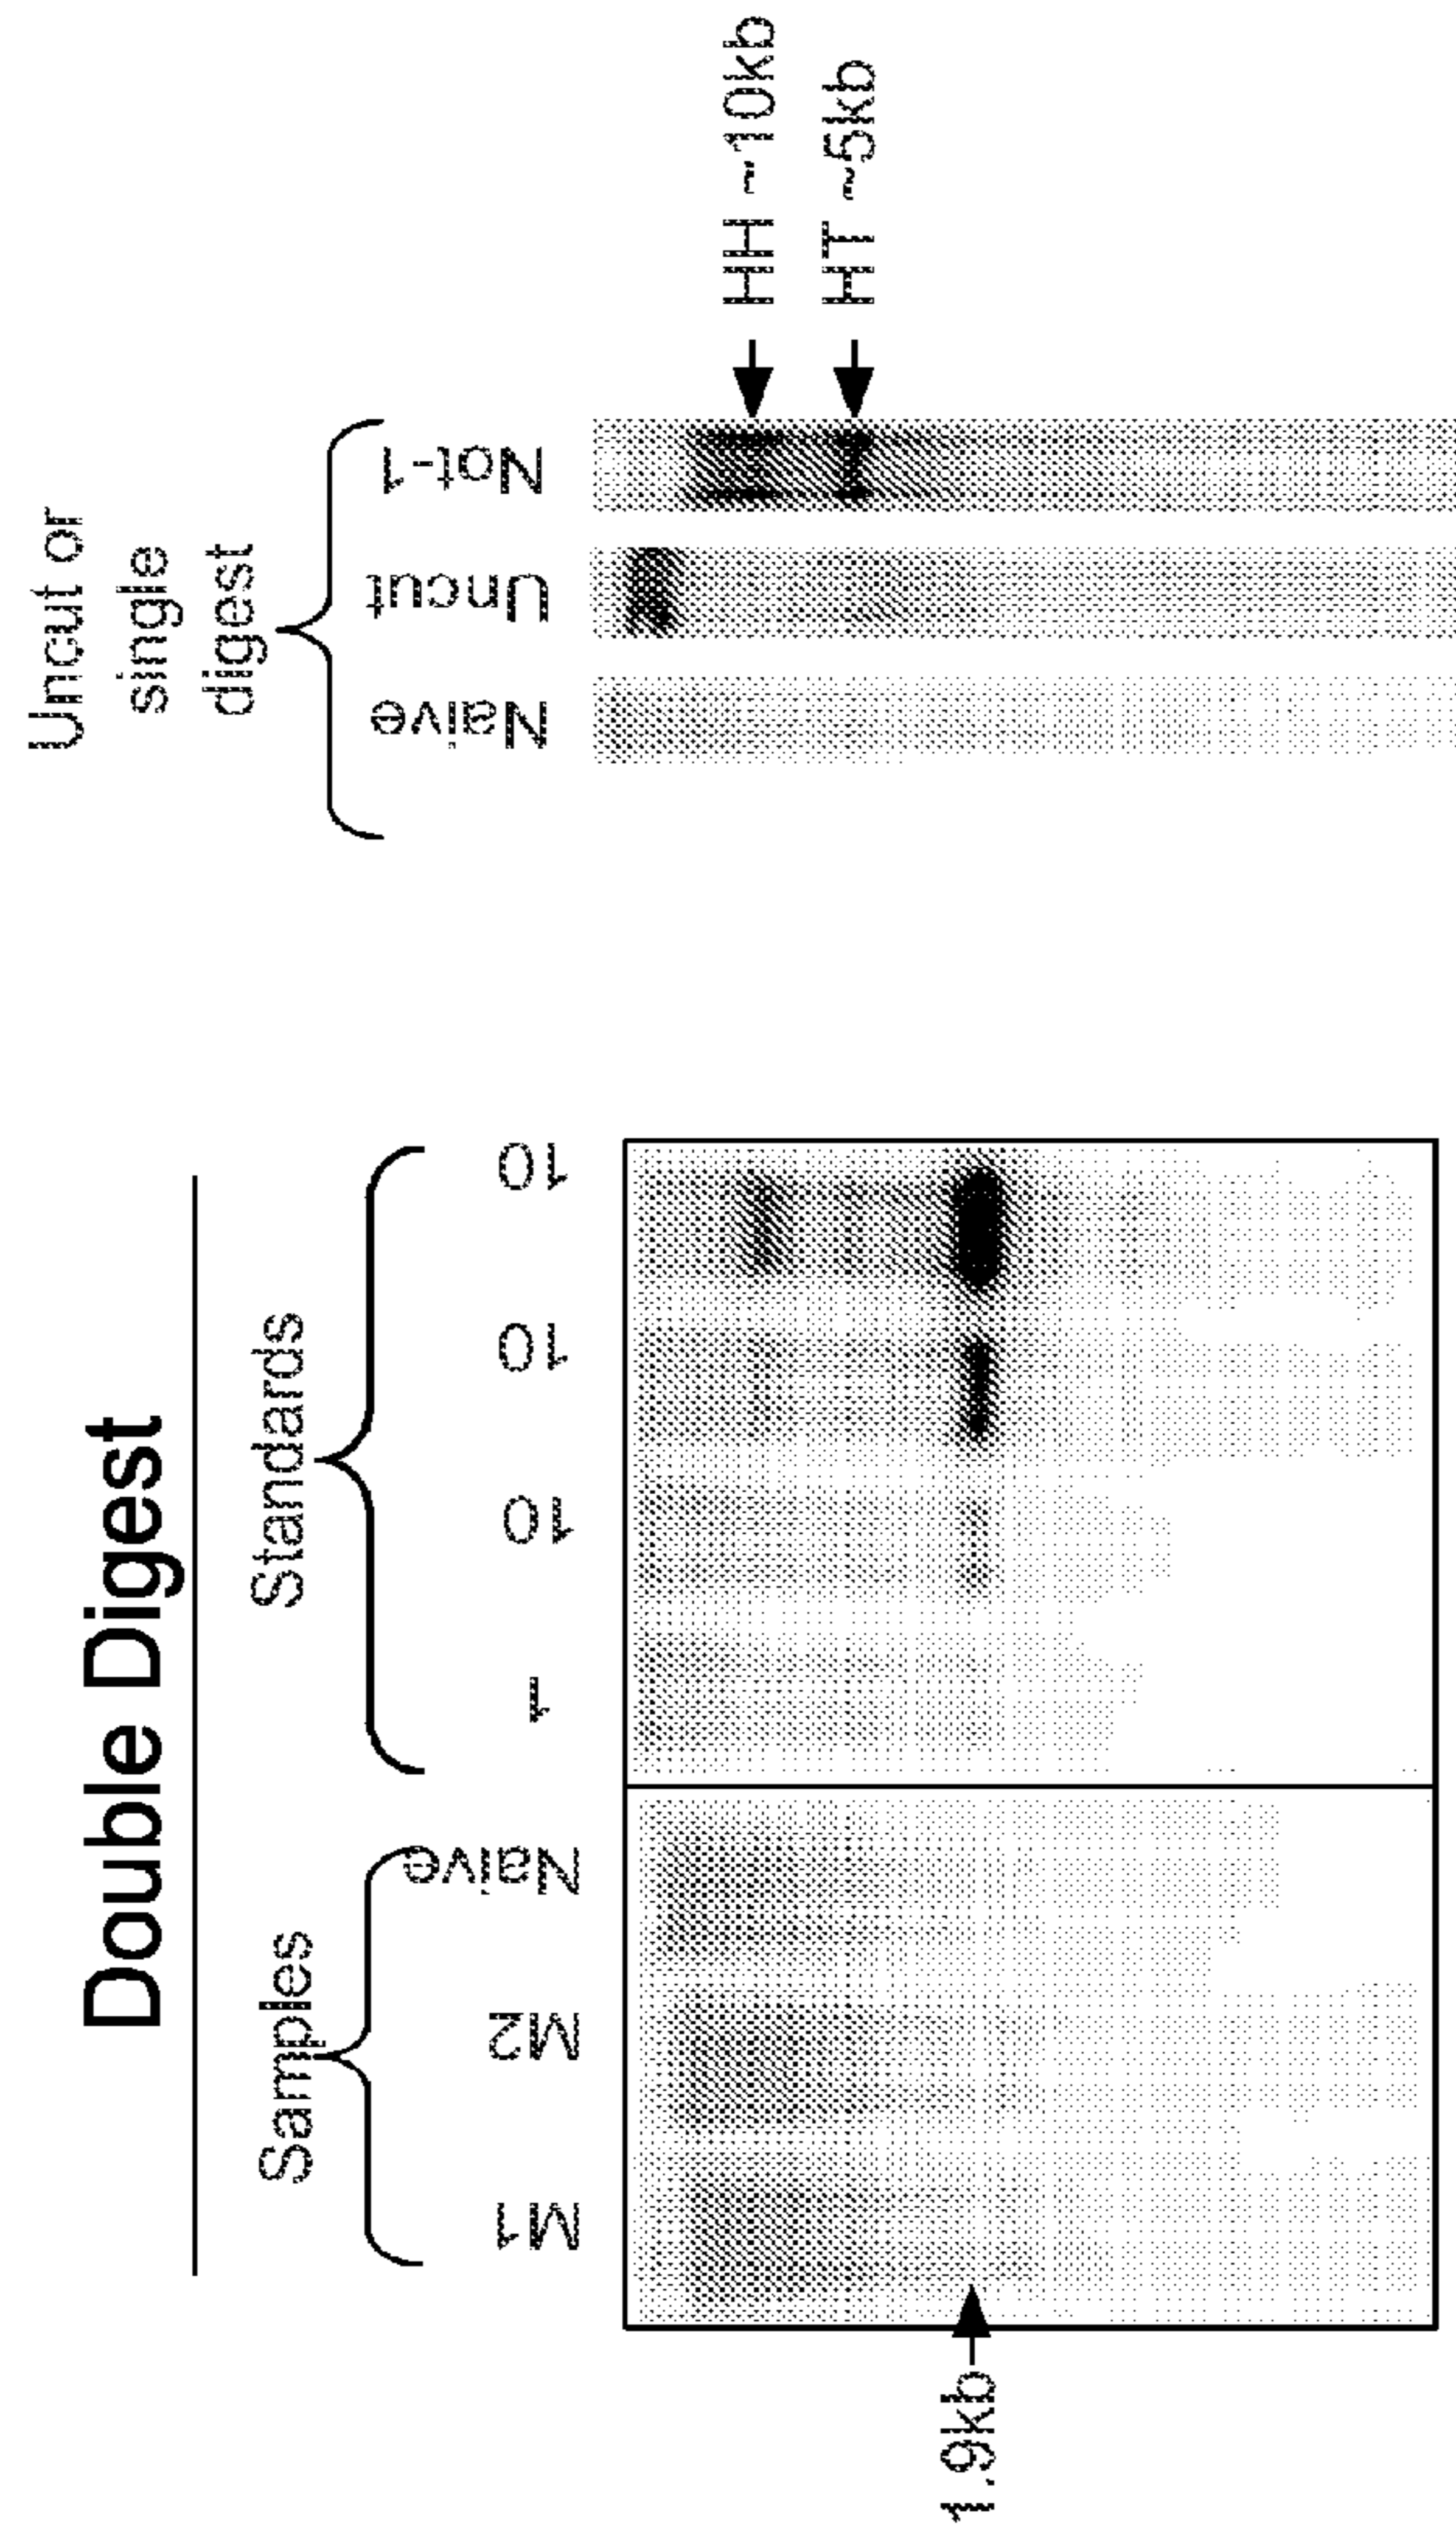 Double Digest
Samples
Standards
M1
M2
Naive
1
10
10
10
1.9kb
Uncut or
single
digest
Naive
Uncut
Not-1
HH ~10kb
HT ~5kb